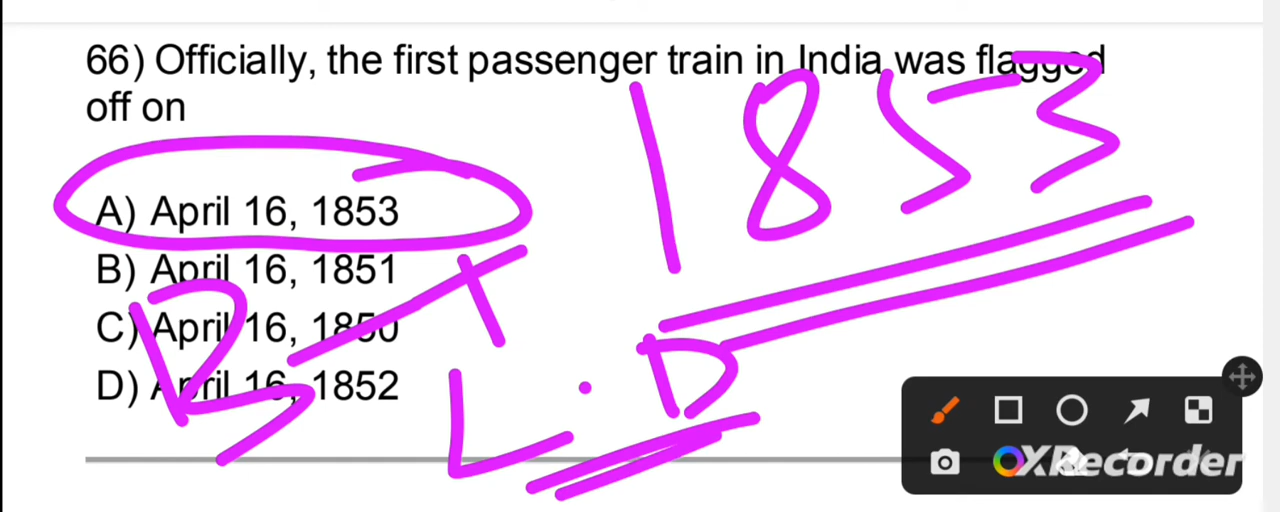 66) Officially, the first passenger train in India was flagged
off on
1853
A) April 16, 1853
B) April 16, 1851
C) April 16, 1850
D) April 16, 1852
B → L.D
XRecorder